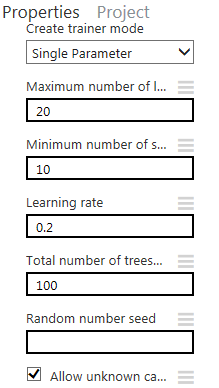 Properties Project
Create trainer mode
Single Parameter
Maximum number of l...
20
Minimum number of s...
10
Learning rate
0.2
Total number of trees...
100
Random number seed
Allow unknown ca...